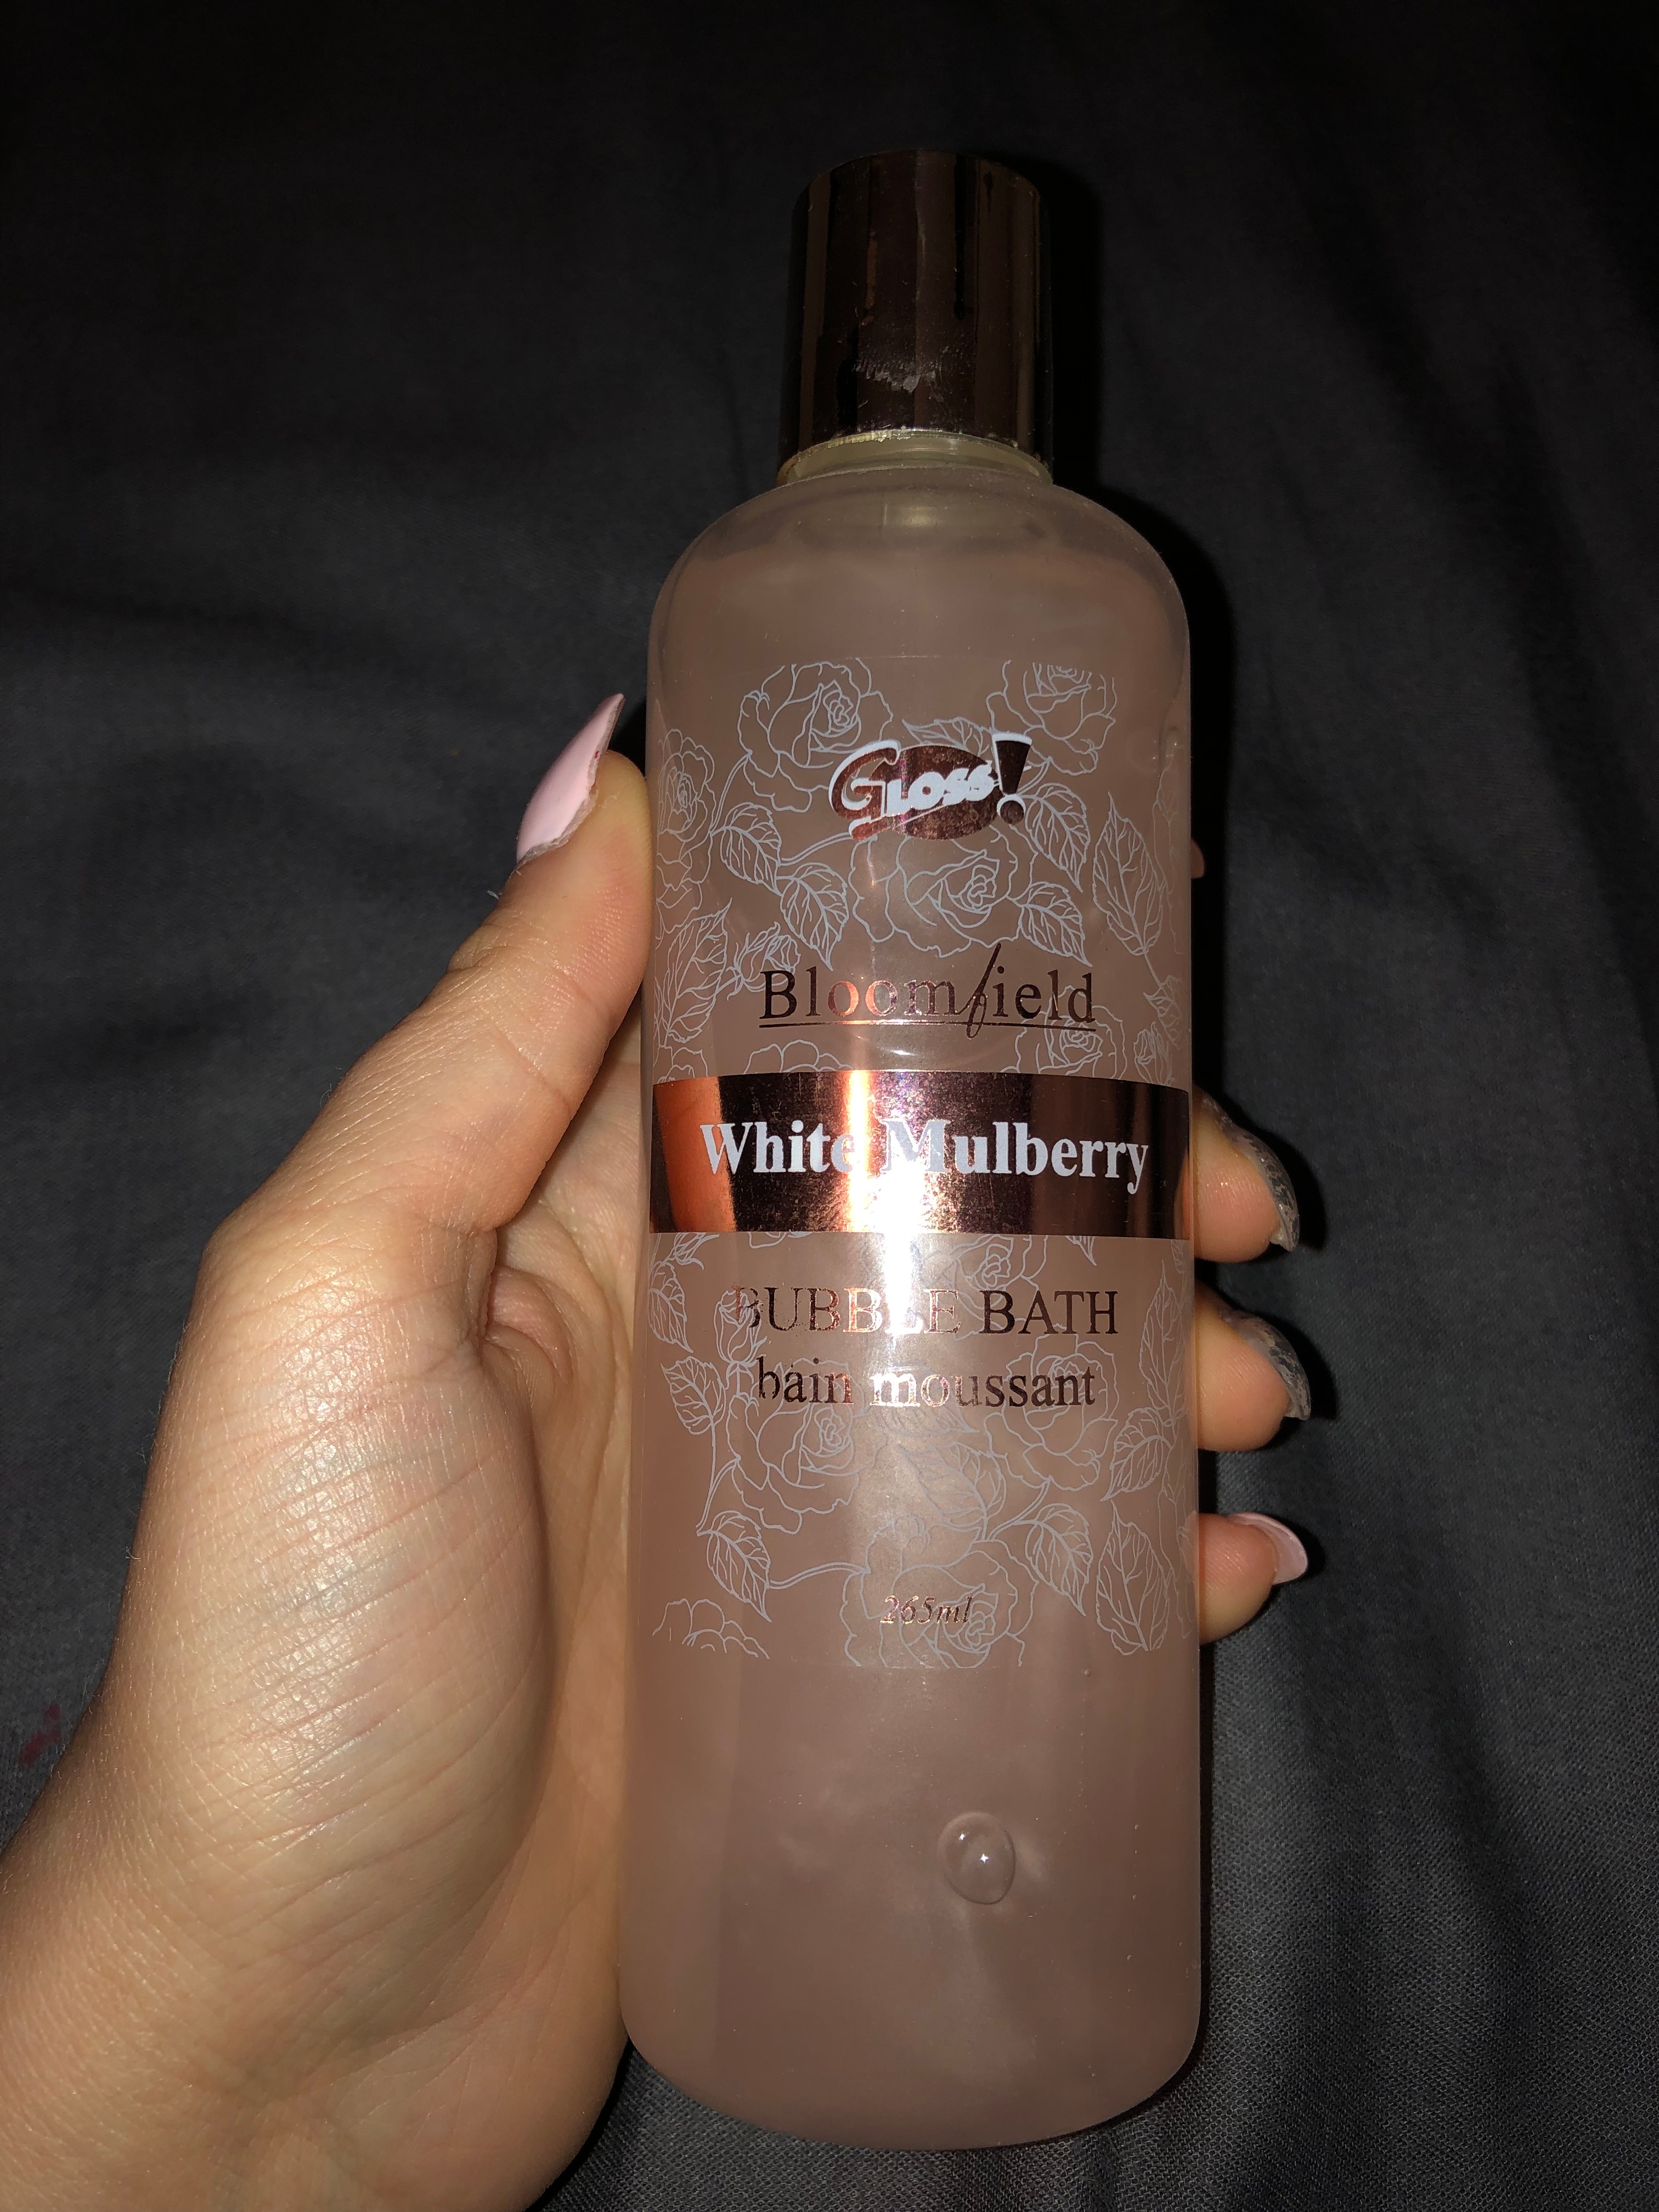 GLOSS!
Bloomfield
White Mulberry
BUBBLE BATH
bain moussant
265ml